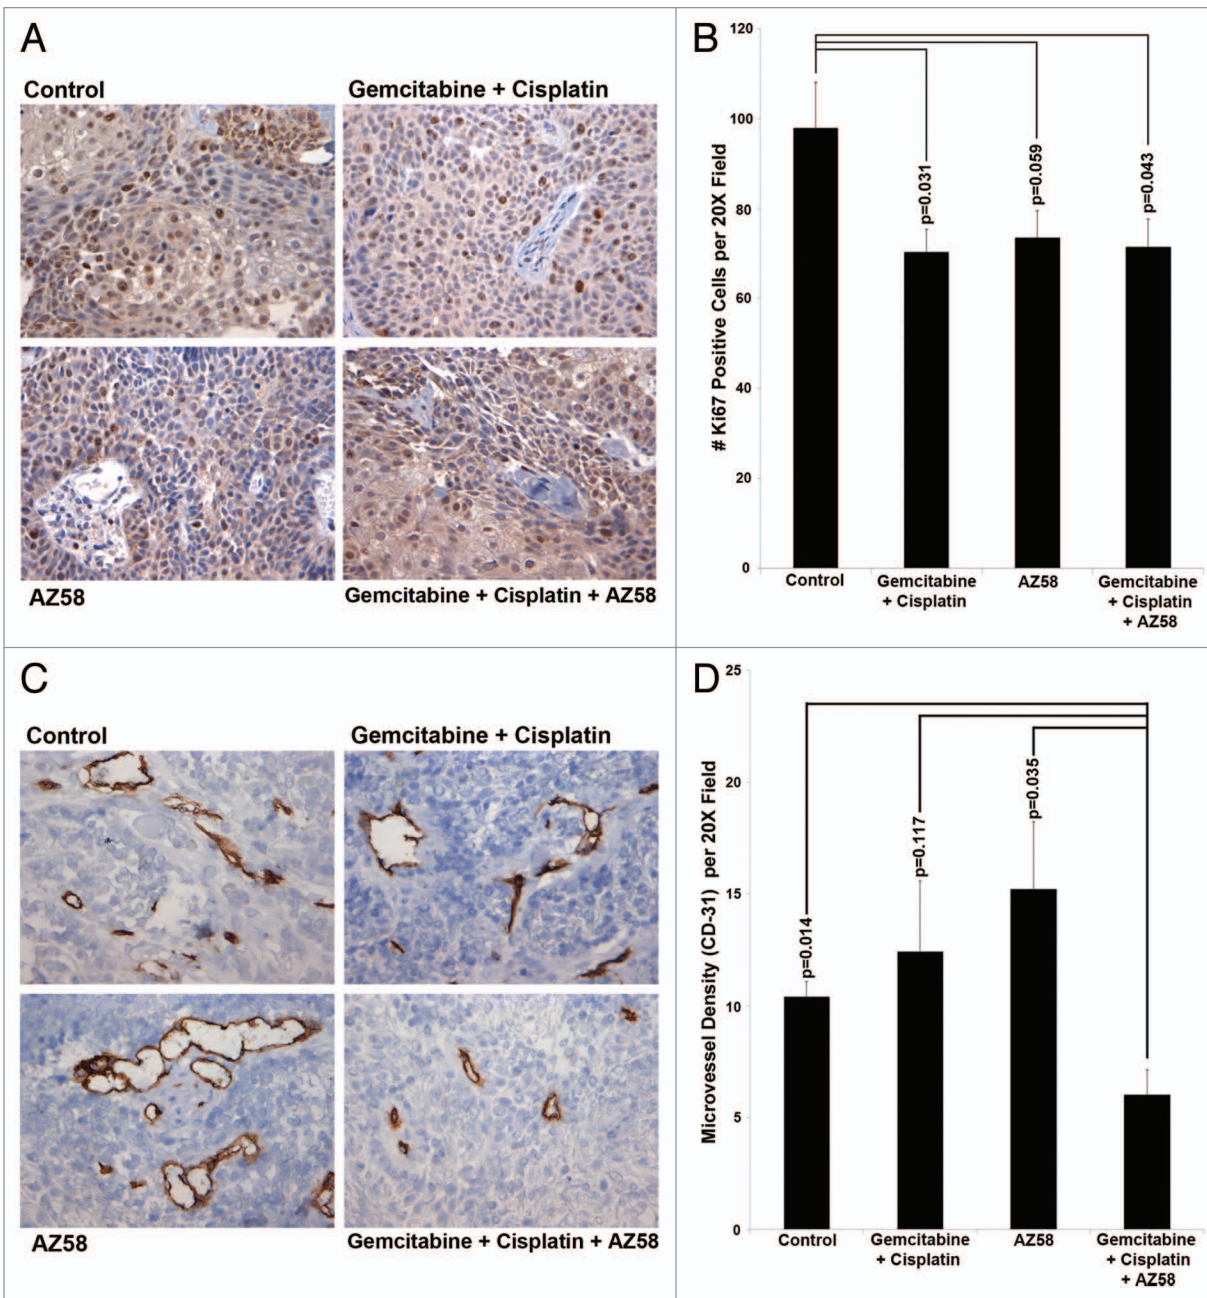 A
Control
Gemcitabine + Cisplatin
AZ58
Gemcitabine + Cisplatin + AZ58
B
# Ki67 Positive Cells per 20X Field
120
100
80
60
40
20
0
p=0.031
p=0.059
p=0.043
Control
Gemcitabine
+ Cisplatin
AZ58
Gemcitabine
+ Cisplatin
+ AZ58
C
Control
Gemcitabine + Cisplatin
AZ58
Gemcitabine + Cisplatin + AZ58
D
Microvessel Density (CD-31) per 20X Field
25
20
15
10
5
0
p=0.014
p=0.117
p=0.035
Control
Gemcitabine
+ Cisplatin
AZ58
Gemcitabine
+ Cisplatin
+ AZ58